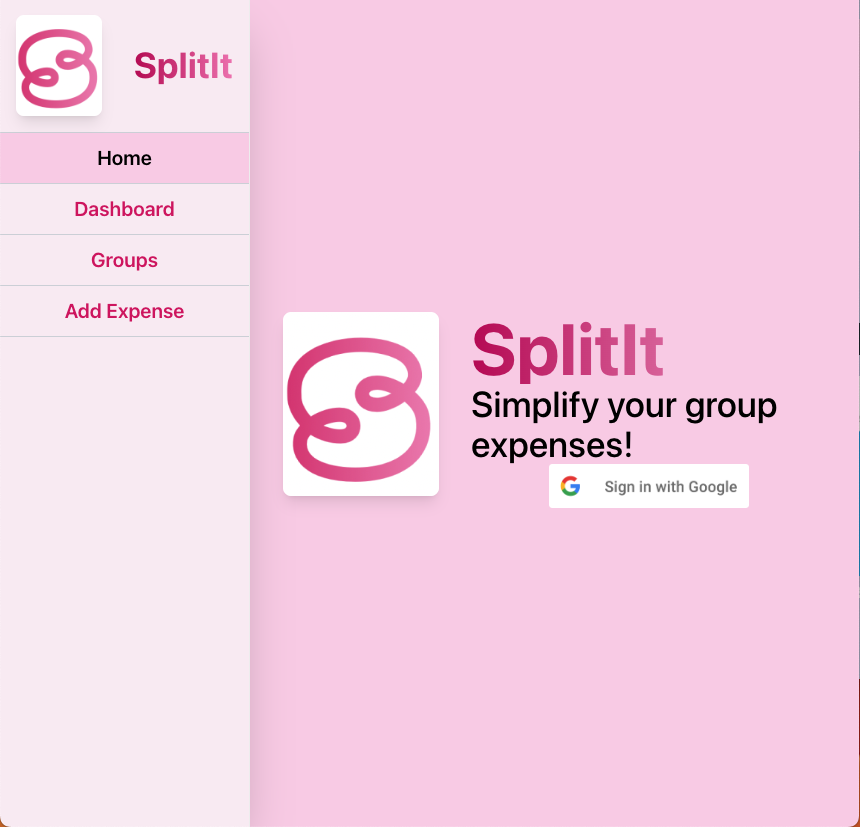 SplitIt
Home
Dashboard
Groups
Add Expense
SplitIt
Simplify your group
expenses!
Sign in with Google